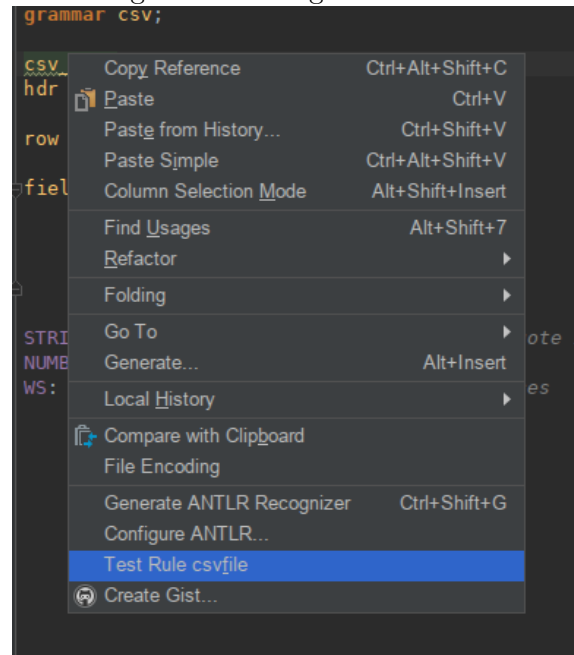 grammar csv;
csv_
Copy Reference Ctrl+Alt+Shift+C
hdr
Paste Ctrl+V
Paste from History... Ctrl+Shift+V
row
Paste Simple Ctrl+Alt+Shift+V
fiel
Column Selection Mode Alt+Shift+Insert
Find Usages Alt+Shift+7
Refactor
Folding
STRI
Go To
ote
NUMB
Generate... Alt+Insert
WS:
Local History
es
Compare with Clipboard
File Encoding
Generate ANTLR Recognizer Ctrl+Shift+G
Configure ANTLR...
Test Rule csvfile
Create Gist...